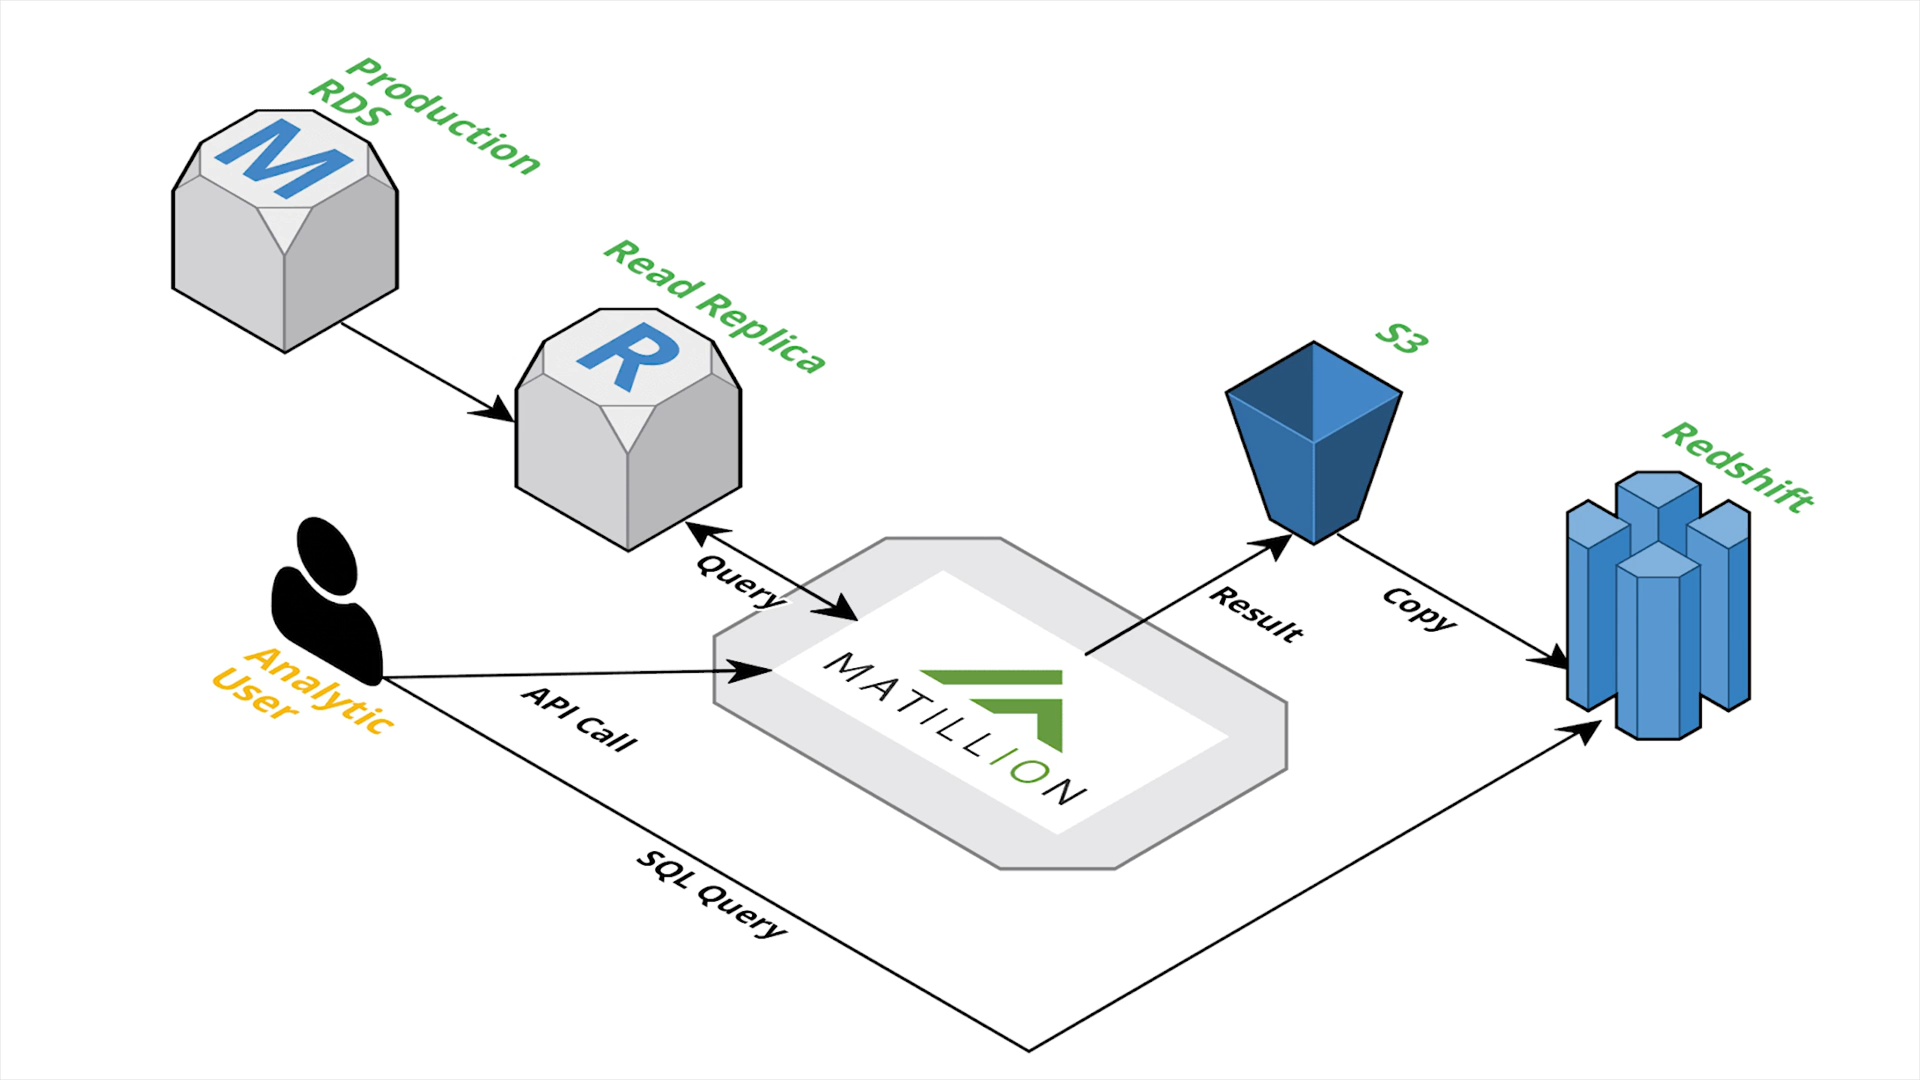 Production
RDS
M
Read Replica
R
S3
Redshift
Query
Result
Copy
MATILLION
Analytic
User
API Call
SQL Query